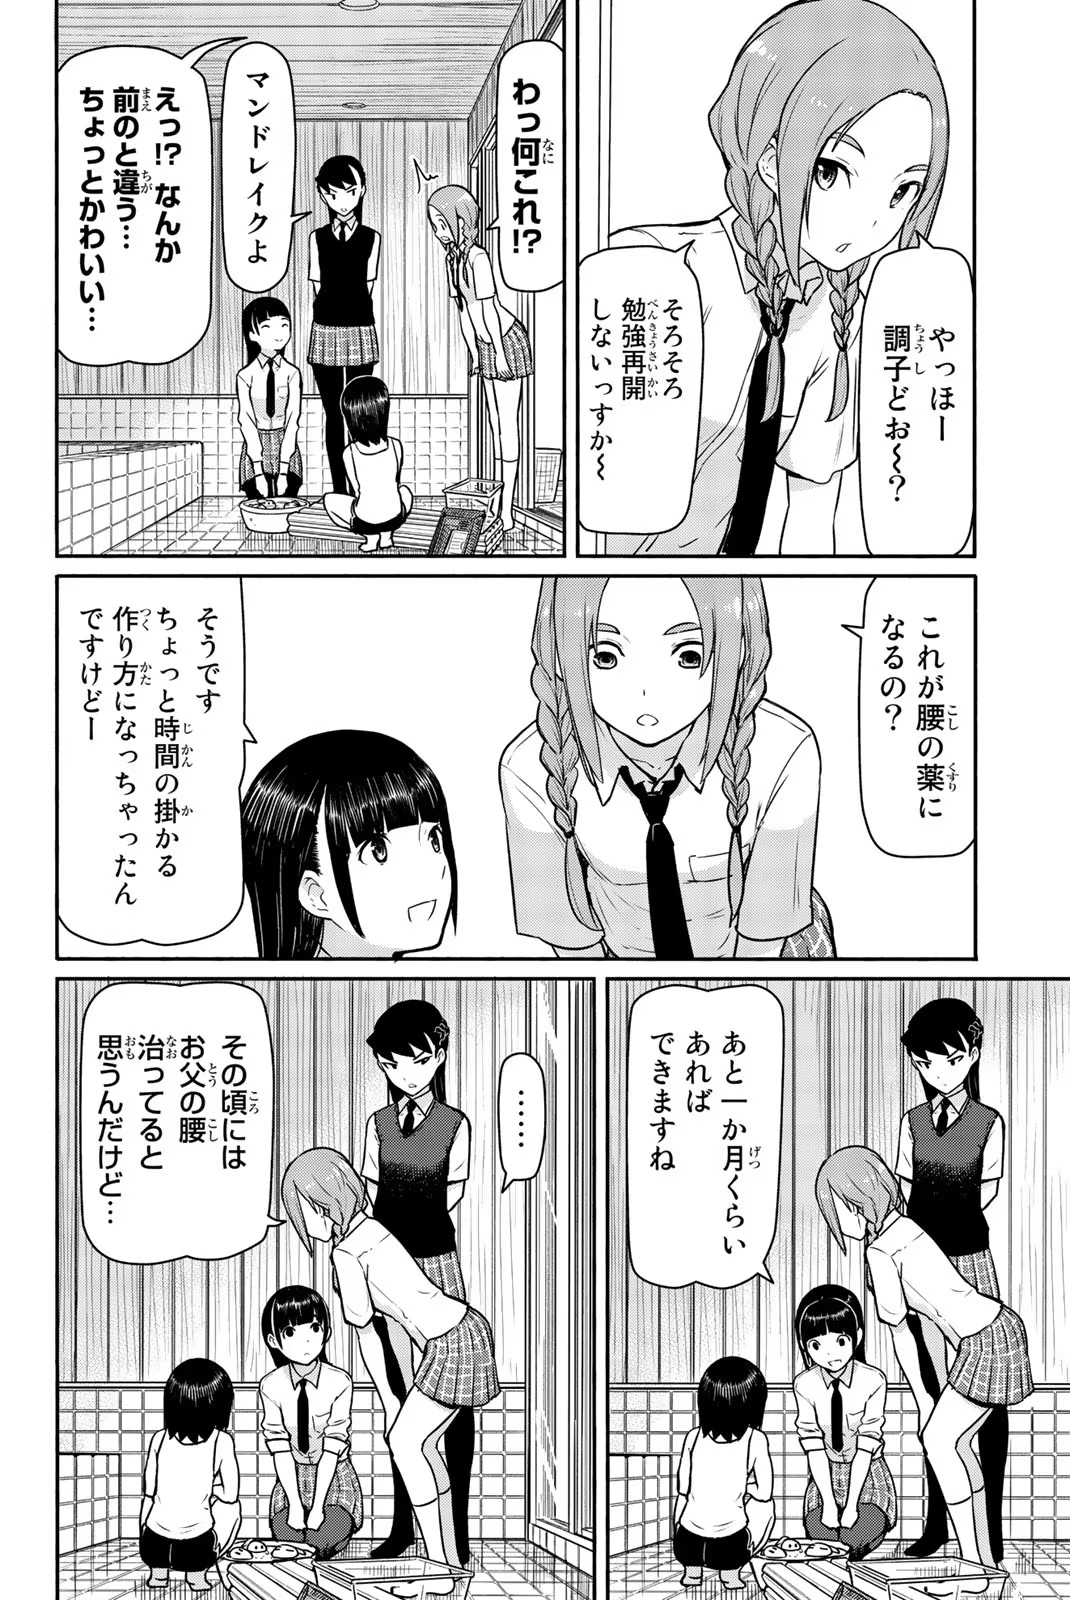 やっほー
調子どお～？
そろそろ
勉強再開
しないっすか～
わっ何これ!?
マンドレイクよ
えっ!? なんか
前のと違う…
ちょっとかわいい…
これが腰の薬に
なるの？
そうです
ちょっと時間の掛かる
作り方になっちゃったん
ですけどー
あと一か月くらい
あれば
できますね
……
その頃には
お父の腰
治ってると
思うんだけど…